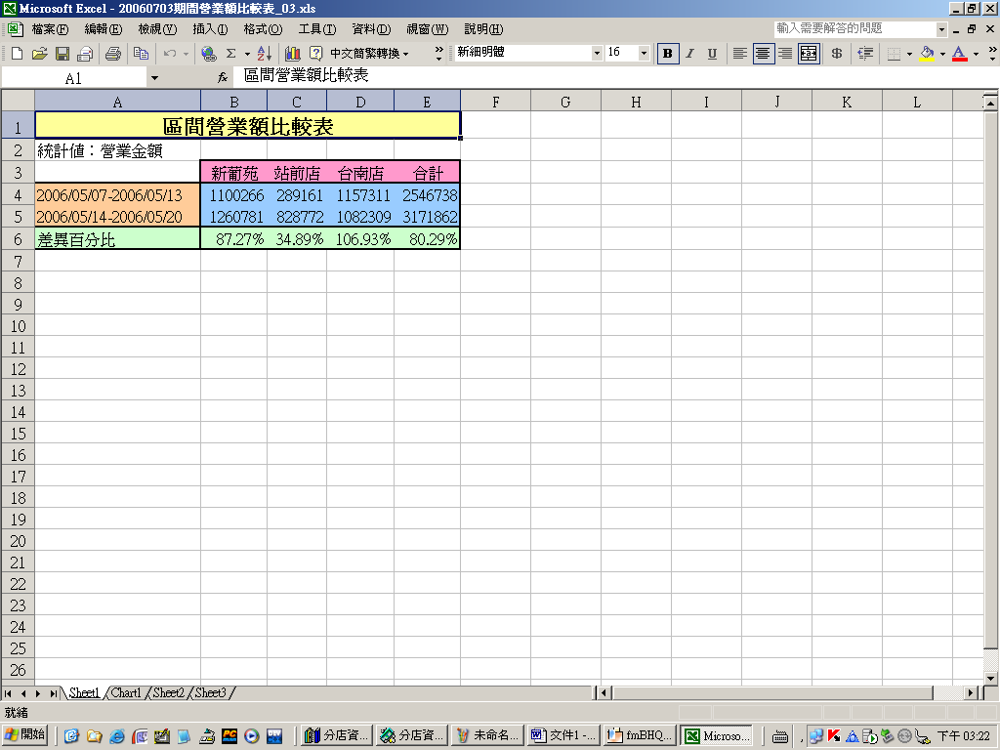 Microsoft Excel - 20060703期間營業額比較表_03.xls
檔案(F) 編輯(E) 檢視(V) 插入(I) 格式(O) 工具(T) 資料(D) 視窗(W) 說明(H) 輸入需要解答的問題
Σ 中文簡繁轉換 新細明體 16 B I U $ A
A1 fx 區間營業額比較表
A B C D E F G H I J K L
1 區間營業額比較表
2 統計值：營業金額
3 新葡苑 站前店 台南店 合計
4 2006/05/07-2006/05/13 1100266 289161 1157311 2546738
5 2006/05/14-2006/05/20 1260781 828772 1082309 3171862
6 差異百分比 87.27% 34.89% 106.93% 80.29%
7
8
9
10
11
12
13
14
15
16
17
18
19
20
21
22
23
24
25
26
Sheet1 Chart1 Sheet2 Sheet3
就緒
開始 分店資... 分店資... 未命名... 文件1 -... fmBHQ... Microso... 下午 03:22